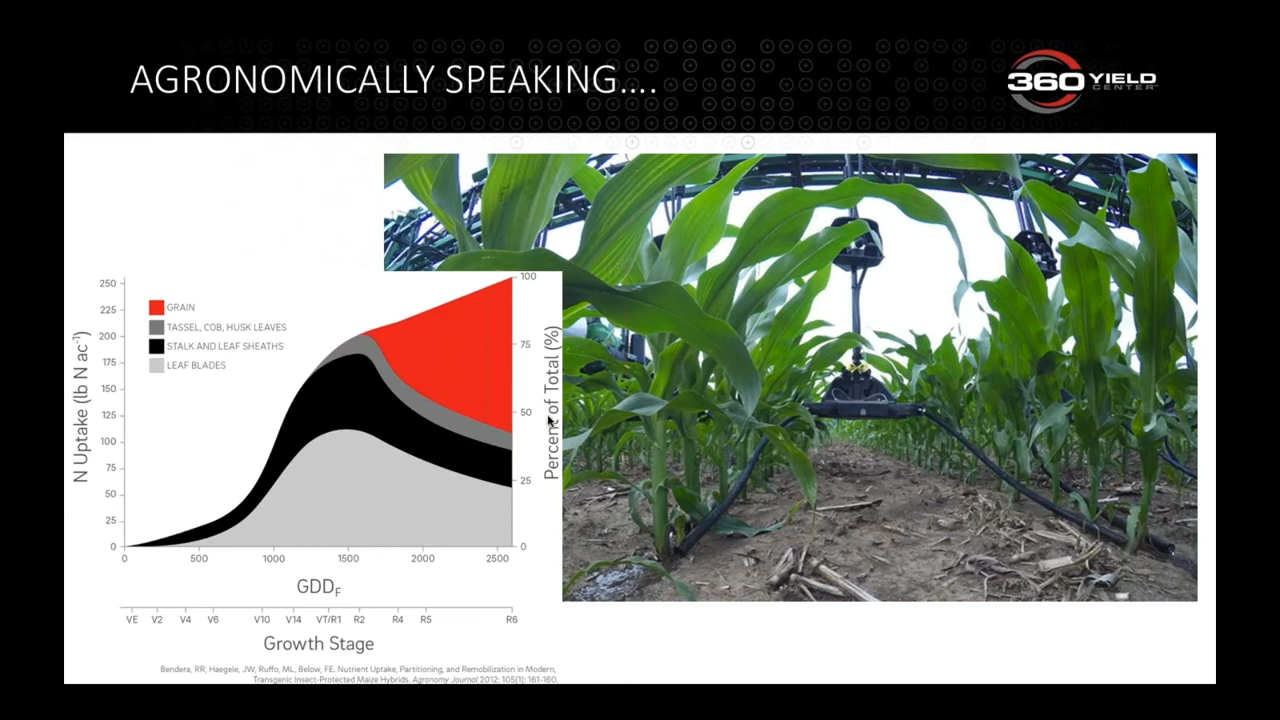 AGRONOMICALLY SPEAKING....
360 YIELD
CENTER
250
225
200
175
150
125
100
75
50
25
0
N Uptake (lb N ac-1)
GRAIN
TASSEL, COB, HUSK LEAVES
STALK AND LEAF SHEATHS
LEAF BLADES
100
75
50
25
0
Percent of Total (%)
0 500 1000 1500 2000 2500
GDDF
VE V2 V4 V6 V10 V14 VT/R1 R2 R4 R5 R6
Growth Stage
Bendera, RR, Haegele, JW, Ruffo, ML, Below, FE. Nutrient Uptake, Partitioning, and Remobilization in Modern,
Transgenic Insect-Protected Maize Hybrids. Agronomy Journal 2012; 105(1): 161-160.